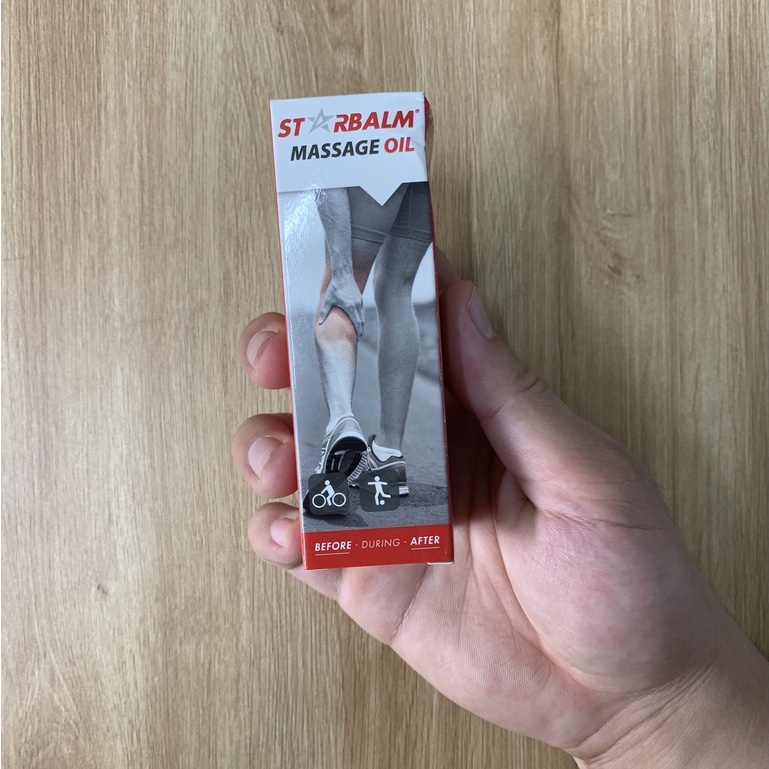 STARBALM®
MASSAGE OIL
BEFORE - DURING - AFTER